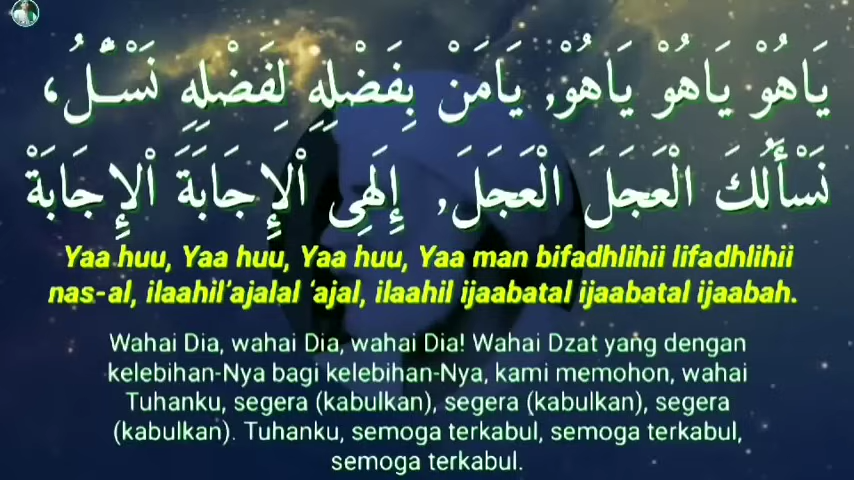 يَاهُوْ يَاهُوْ يَاهُوْ, يَامَنْ بِفَضْلِهِ لِفَضْلِهِ نَسْـَٔلُ،
نَسْأَلُكَ الْعَجَلَ الْعَجَلَ, إِلَهِى اْلإِجَابَةَ اْلإِجَابَةْ
Yaa huu, Yaa huu, Yaa huu, Yaa man bifadhlihii lifadhlihii
nas-al, ilaahil'ajalal ‘ajal, ilaahil ijaabatal ijaabatal ijaabah.
Wahai Dia, wahai Dia, wahai Dia! Wahai Dzat yang dengan
kelebihan-Nya bagi kelebihan-Nya, kami memohon, wahai
Tuhanku, segera (kabulkan), segera (kabulkan), segera
(kabulkan). Tuhanku, semoga terkabul, semoga terkabul,
semoga terkabul.